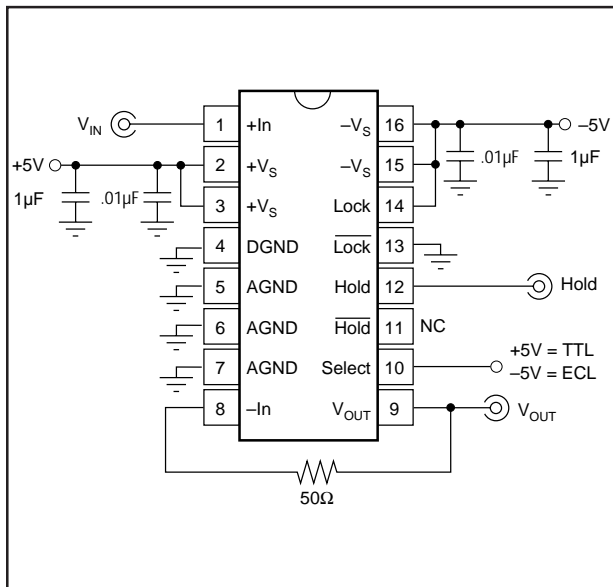 V_IN
1 +In
–V_S 16
–5V
+5V
2 +V_S
–V_S 15
.01µF
1µF
1µF
.01µF
3 +V_S
Lock 14
4 DGND
L̅o̅c̅k̅ 13
5 AGND
Hold 12
Hold
6 AGND
H̅o̅l̅d̅ 11
NC
7 AGND
Select 10
+5V = TTL
–5V = ECL
8 –In
V_OUT 9
V_OUT
50Ω